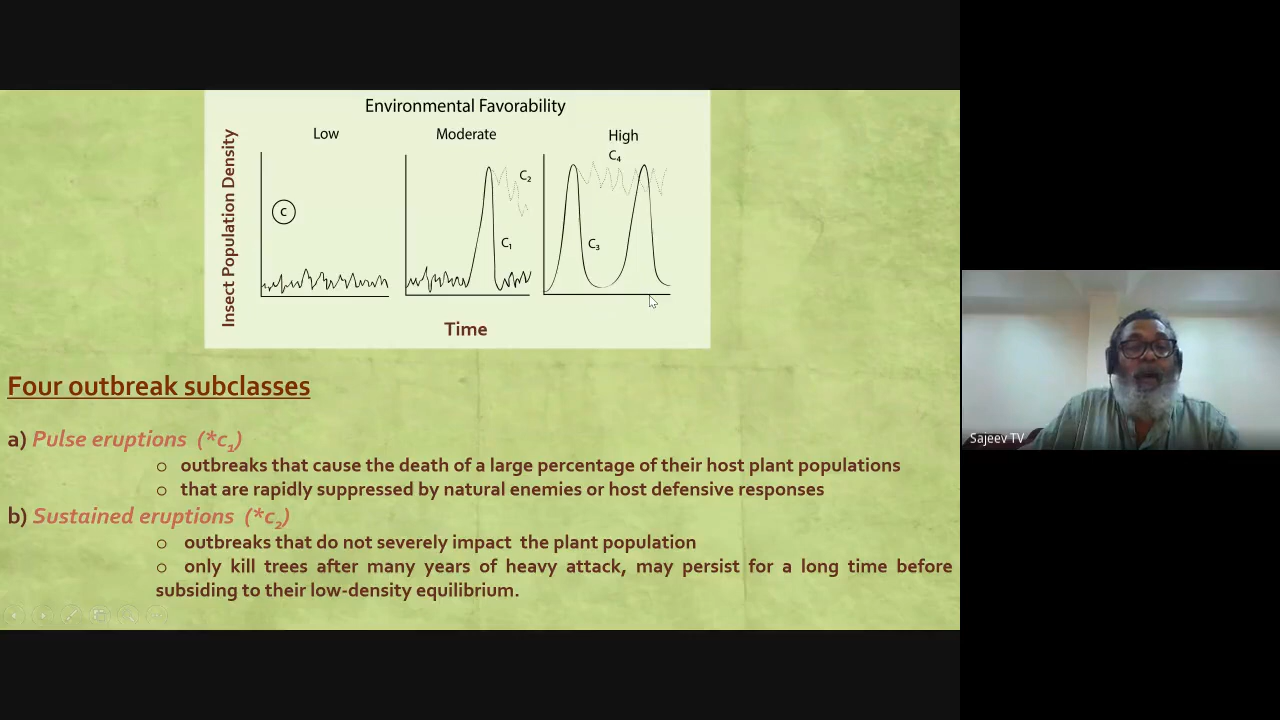 Environmental Favorability
Low
Moderate
High
Insect Population Density
C
C₂
C₁
C₄
C₃
Time
Four outbreak subclasses
a) Pulse eruptions (*c₁)
o outbreaks that cause the death of a large percentage of their host plant populations
o that are rapidly suppressed by natural enemies or host defensive responses
b) Sustained eruptions (*c₂)
o outbreaks that do not severely impact the plant population
o only kill trees after many years of heavy attack, may persist for a long time before
subsiding to their low-density equilibrium.
Sajeev TV